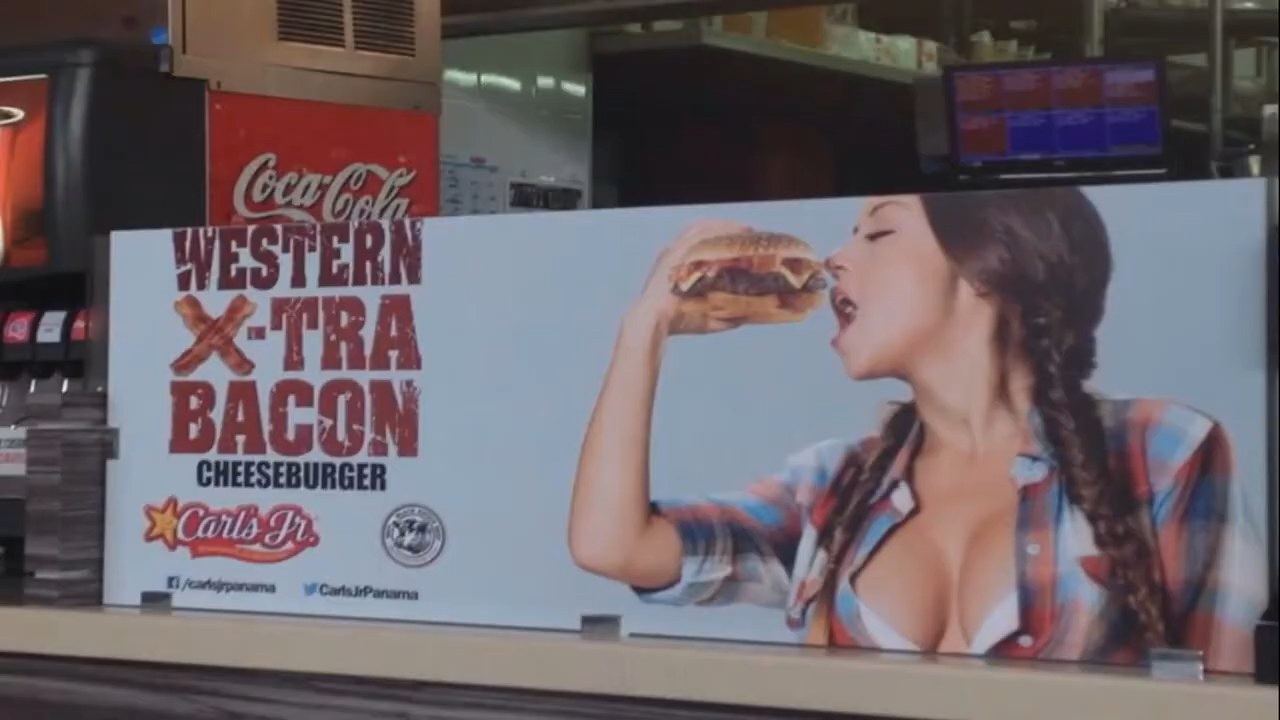 Coca-Cola
WESTERN
X-TRA
BACON
CHEESEBURGER
Carl's Jr.
/carlsjrpanama
CarlsJrPanama